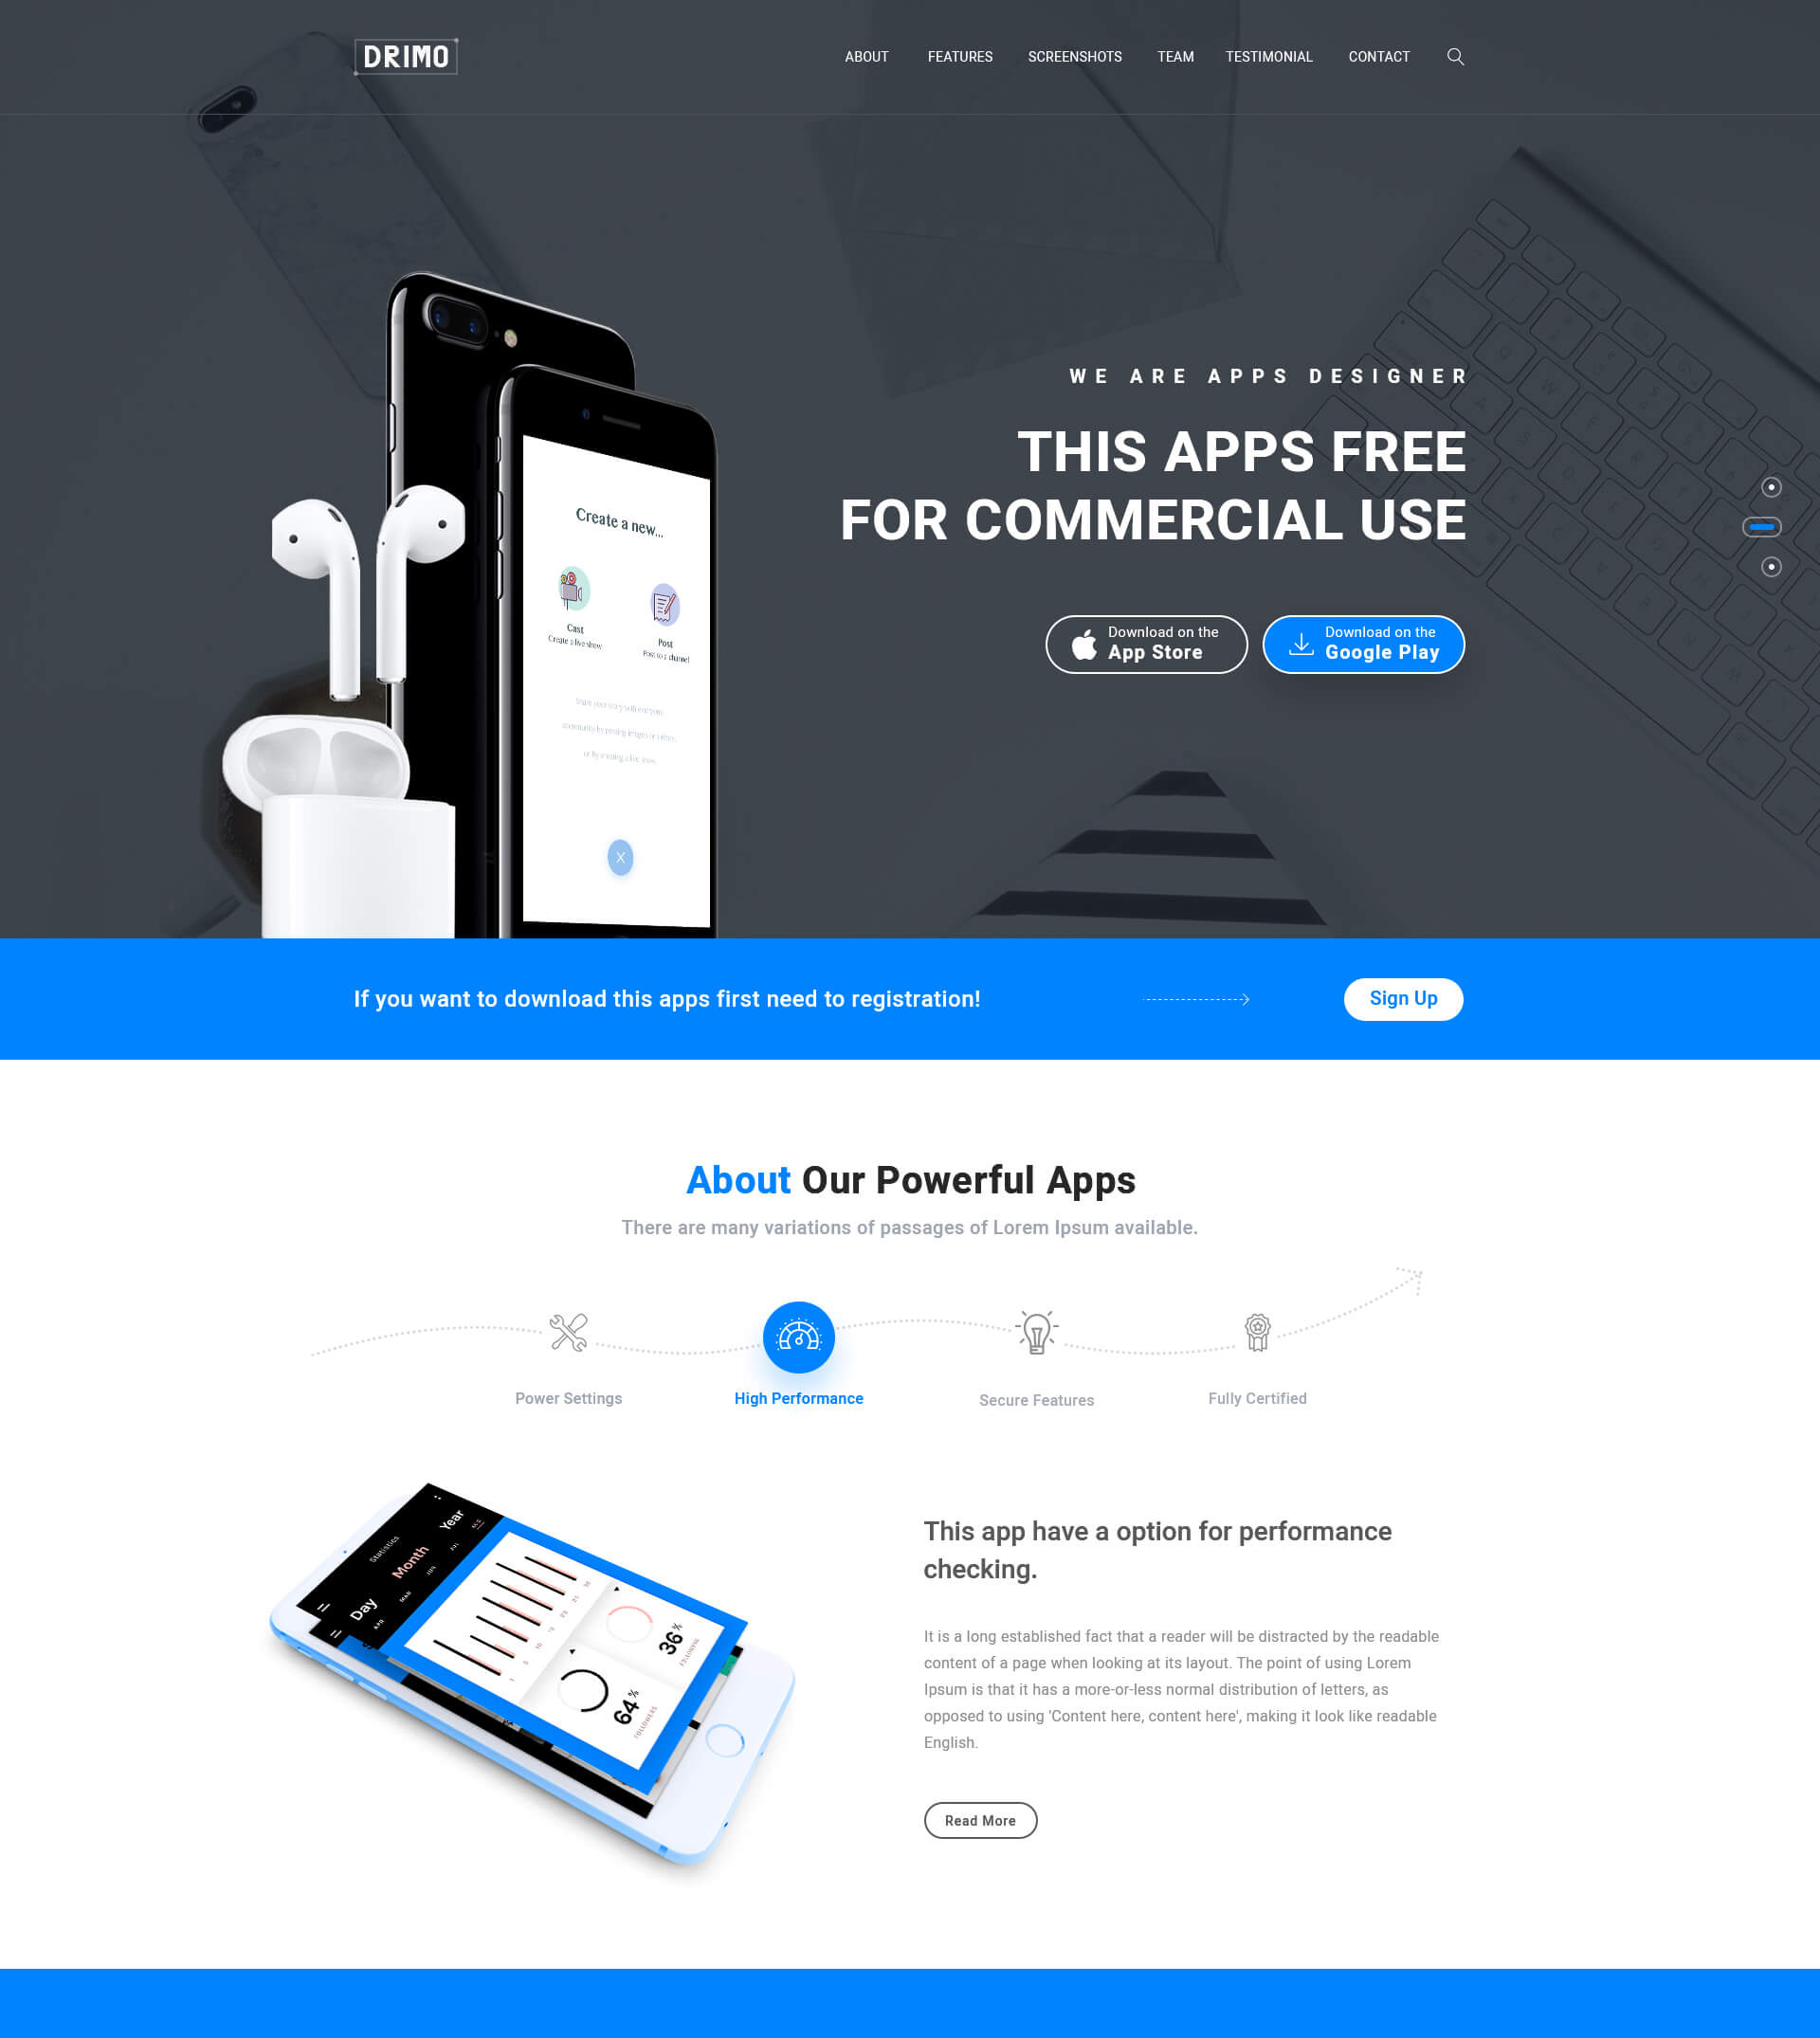 DRIMO
ABOUT FEATURES SCREENSHOTS TEAM TESTIMONIAL CONTACT
WE ARE APPS DESIGNER
THIS APPS FREE
FOR COMMERCIAL USE
Download on the
App Store
Download on the
Google Play
Create a new...
Cast
Create a live show
Post
Post to a channel
X
If you want to download this apps first need to registration!
Sign Up
About Our Powerful Apps
There are many variations of passages of Lorem Ipsum available.
Power Settings
High Performance
Secure Features
Fully Certified
Statistics
Day Month Year
APR MAR JUN JUL AUG
36%
64%
FOLLOWERS
This app have a option for performance
checking.
It is a long established fact that a reader will be distracted by the readable
content of a page when looking at its layout. The point of using Lorem
Ipsum is that it has a more-or-less normal distribution of letters, as
opposed to using 'Content here, content here', making it look like readable
English.
Read More